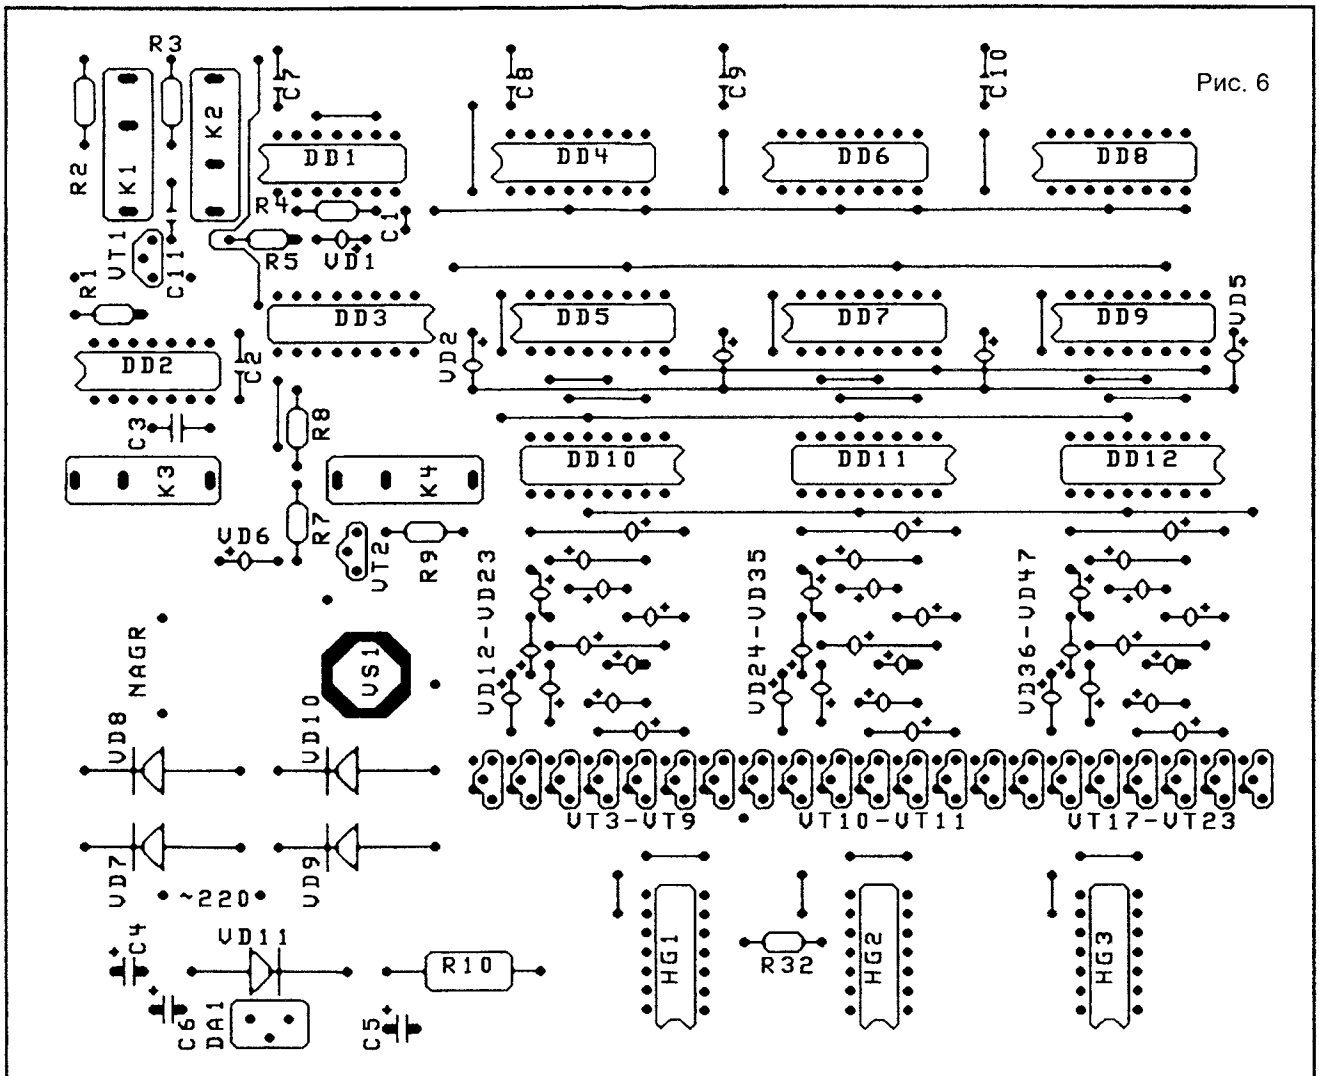 R3
C7
C8
C9
C10
Рис. 6
R2
K1
K2
DD1
DD4
DD6
DD8
R4
C1
VT1
C11
R5
VD1
R1
DD3
DD5
DD7
DD9
VD5
DD2
C2
VD2
C3
R8
K3
K4
DD10
DD11
DD12
VD6
R7
VT2
R9
VD12-VD23
VD24-VD35
VD36-VD47
NAGR
VS1
VD8
VD10
VT3-VT9
VT10-VT11
VT17-VT23
VD7
VD9
~220
C4
VD11
R10
HG1
R32
HG2
HG3
C6
DA1
C5